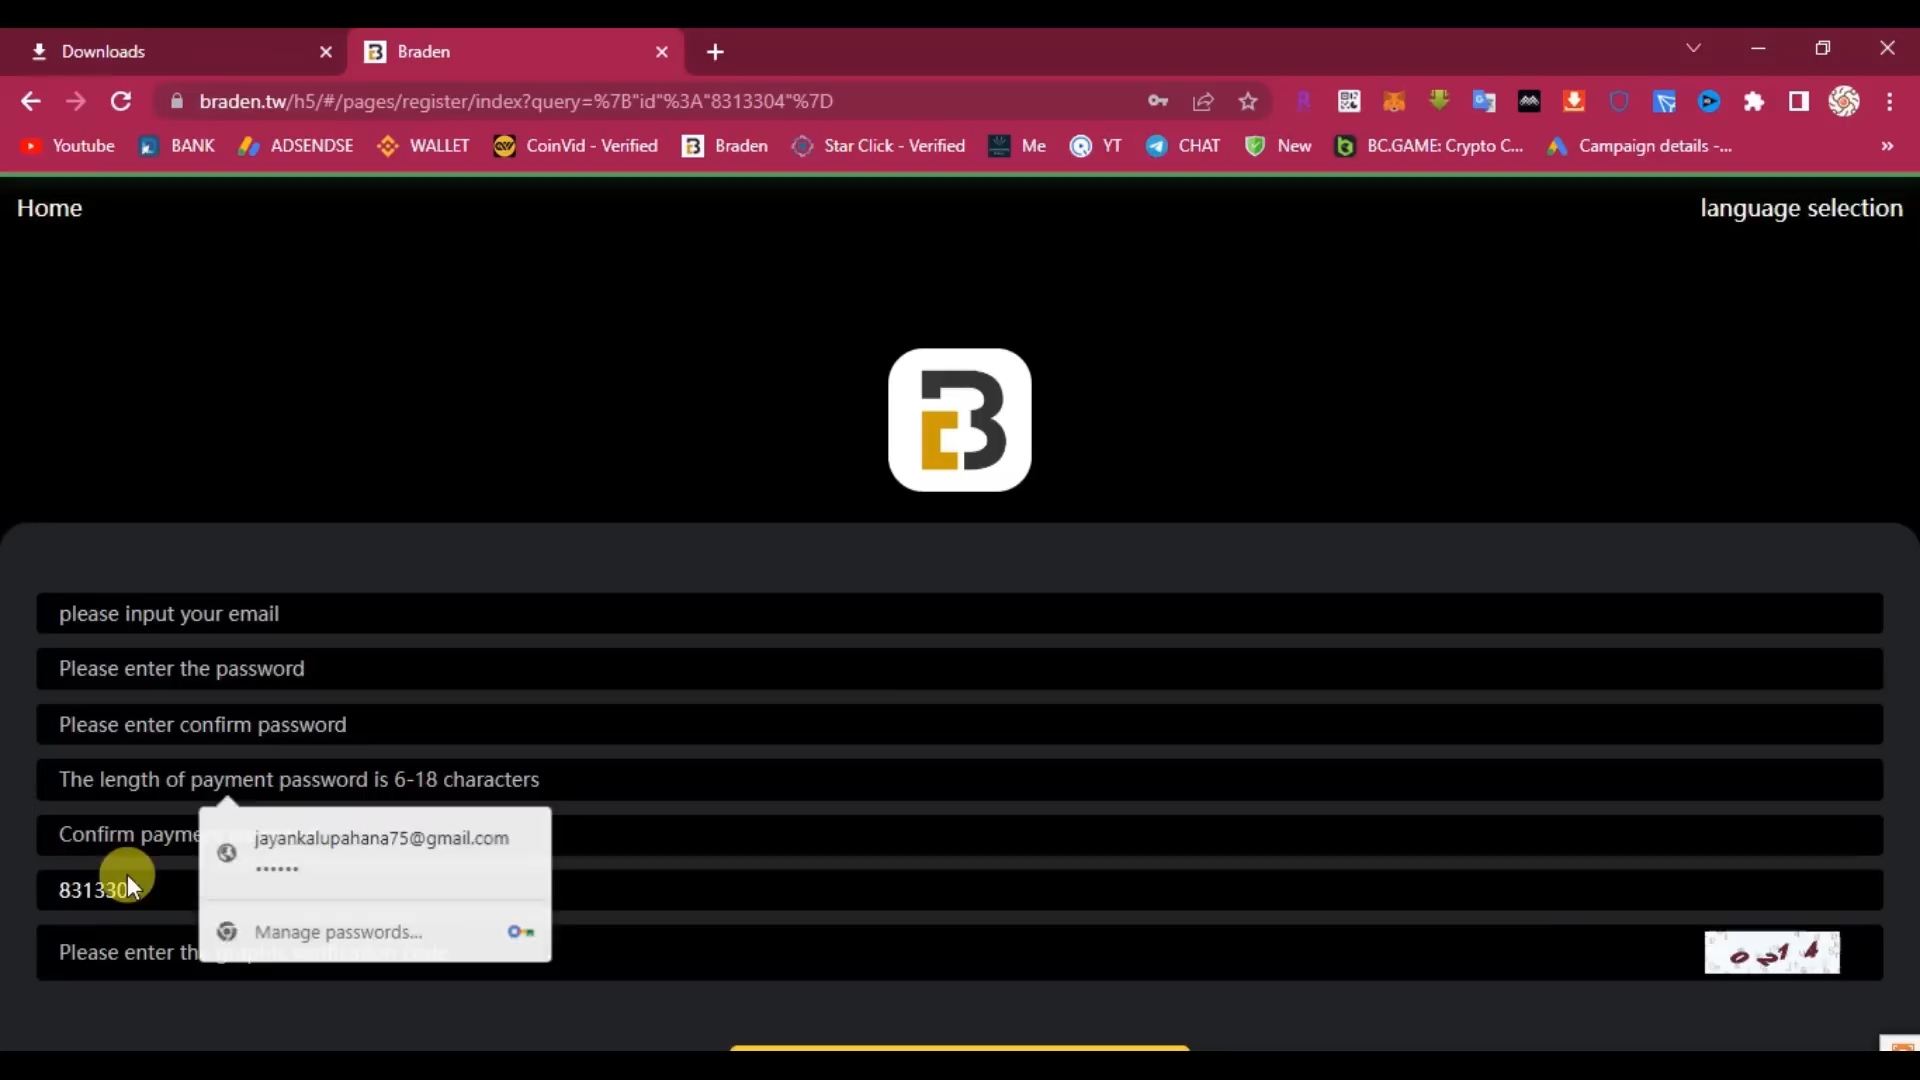 Downloads
Braden
braden.tw/h5/#/pages/register/index?query=%7B"id"%3A"8313304"%7D
Youtube BANK ADSENDSE WALLET CoinVid - Verified Braden Star Click - Verified Me YT CHAT New BC.GAME: Crypto C... Campaign details -... »
Home
language selection
please input your email
Please enter the password
Please enter confirm password
The length of payment password is 6-18 characters
Confirm payme
jayankalupahana75@gmail.com
••••••
831330
Manage passwords...
Please enter th
0214